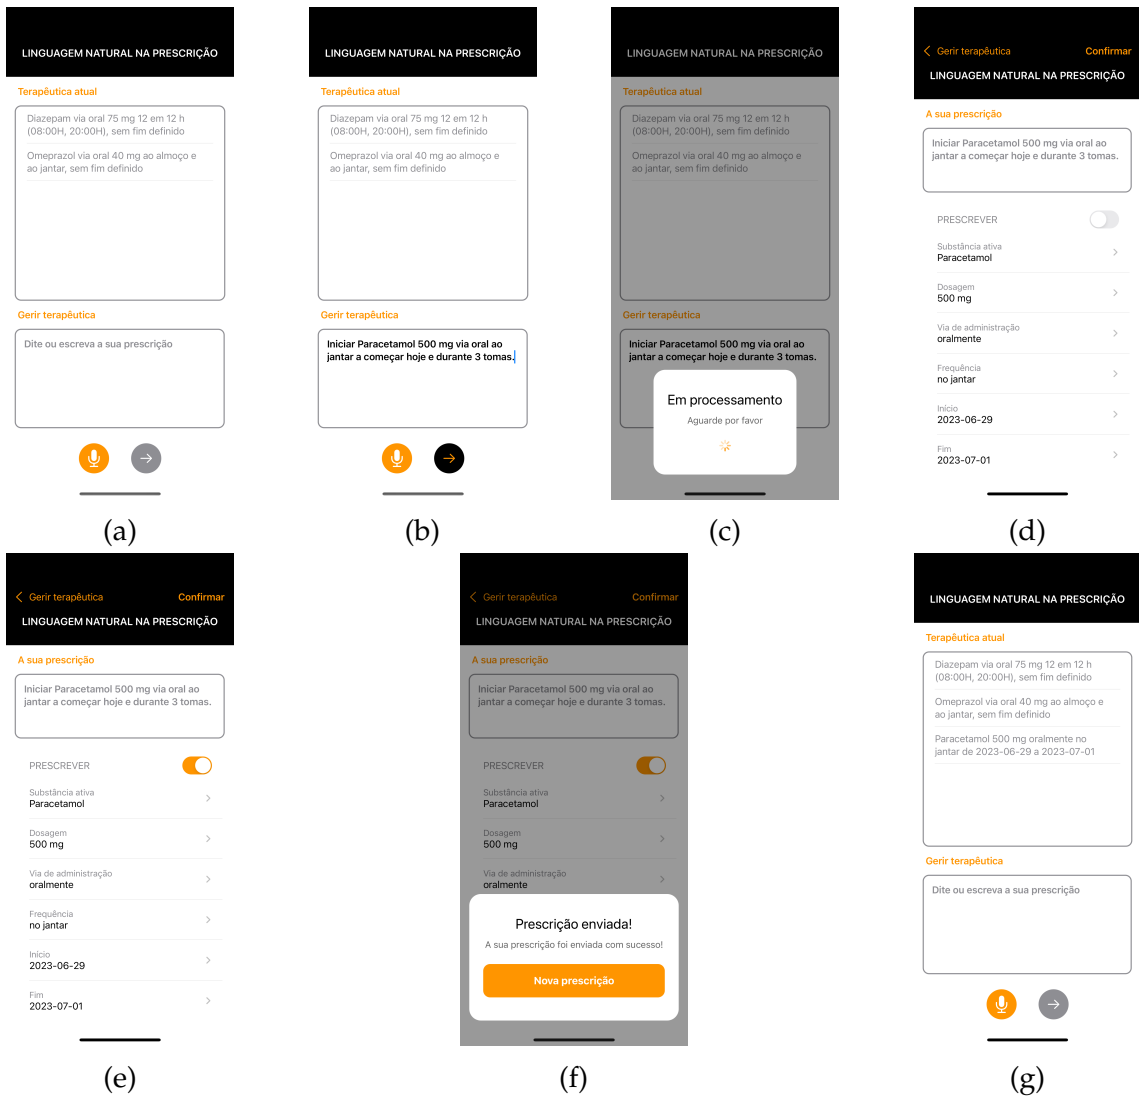 LINGUAGEM NATURAL NA PRESCRIÇÃO
Terapêutica atual
Diazepam via oral 75 mg 12 em 12 h
(08:00H, 20:00H), sem fim definido
Omeprazol via oral 40 mg ao almoço e
ao jantar, sem fim definido
Gerir terapêutica
Dite ou escreva a sua prescrição
(a)
LINGUAGEM NATURAL NA PRESCRIÇÃO
Terapêutica atual
Diazepam via oral 75 mg 12 em 12 h
(08:00H, 20:00H), sem fim definido
Omeprazol via oral 40 mg ao almoço e
ao jantar, sem fim definido
Gerir terapêutica
Iniciar Paracetamol 500 mg via oral ao
jantar a começar hoje e durante 3 tomas.
(b)
LINGUAGEM NATURAL NA PRESCRIÇÃO
Terapêutica atual
Diazepam via oral 75 mg 12 em 12 h
(08:00H, 20:00H), sem fim definido
Omeprazol via oral 40 mg ao almoço e
ao jantar, sem fim definido
Gerir terapêutica
Iniciar Paracetamol 500 mg via oral ao
jantar a começar hoje e durante 3 tomas.
Em processamento
Aguarde por favor
(c)
Gerir terapêutica Confirmar
LINGUAGEM NATURAL NA PRESCRIÇÃO
A sua prescrição
Iniciar Paracetamol 500 mg via oral ao
jantar a começar hoje e durante 3 tomas.
PRESCREVER
Substância ativa
Paracetamol
Dosagem
500 mg
Via de administração
oralmente
Frequência
no jantar
Início
2023-06-29
Fim
2023-07-01
(d)
Gerir terapêutica Confirmar
LINGUAGEM NATURAL NA PRESCRIÇÃO
A sua prescrição
Iniciar Paracetamol 500 mg via oral ao
jantar a começar hoje e durante 3 tomas.
PRESCREVER
Substância ativa
Paracetamol
Dosagem
500 mg
Via de administração
oralmente
Frequência
no jantar
Início
2023-06-29
Fim
2023-07-01
(e)
Gerir terapêutica Confirmar
LINGUAGEM NATURAL NA PRESCRIÇÃO
A sua prescrição
Iniciar Paracetamol 500 mg via oral ao
jantar a começar hoje e durante 3 tomas.
PRESCREVER
Substância ativa
Paracetamol
Dosagem
500 mg
Via de administração
oralmente
Prescrição enviada!
A sua prescrição foi enviada com sucesso!
Nova prescrição
(f)
LINGUAGEM NATURAL NA PRESCRIÇÃO
Terapêutica atual
Diazepam via oral 75 mg 12 em 12 h
(08:00H, 20:00H), sem fim definido
Omeprazol via oral 40 mg ao almoço e
ao jantar, sem fim definido
Paracetamol 500 mg oralmente no
jantar de 2023-06-29 a 2023-07-01
Gerir terapêutica
Dite ou escreva a sua prescrição
(g)